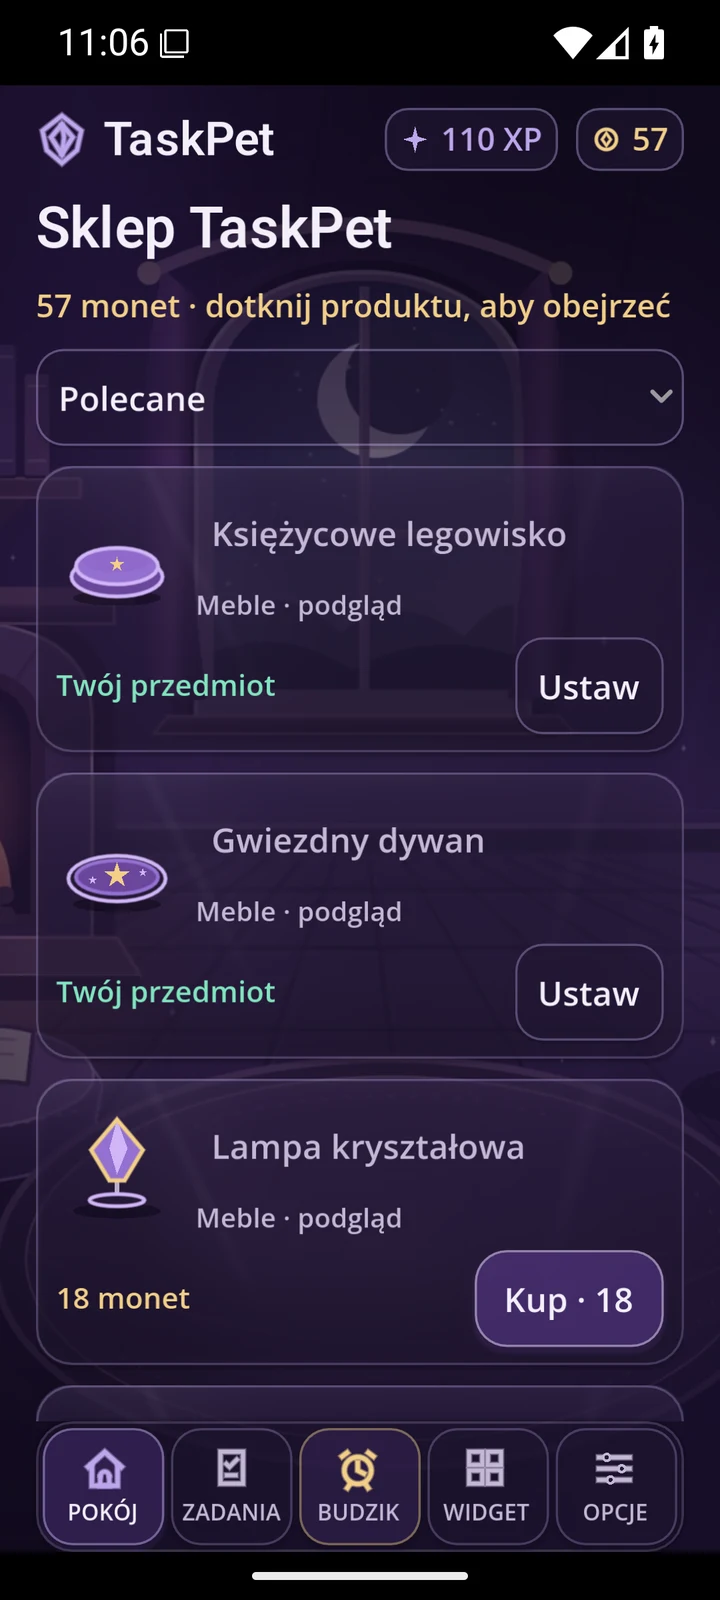 11:06
TaskPet
110 XP
57
Sklep TaskPet
57 monet · dotknij produktu, aby obejrzeć
Polecane
Księżycowe legowisko
Meble · podgląd
Twój przedmiot
Ustaw
Gwiezdny dywan
Meble · podgląd
Twój przedmiot
Ustaw
Lampa kryształowa
Meble · podgląd
18 monet
Kup · 18
POKÓJ
ZADANIA
BUDZIK
WIDGET
OPCJE